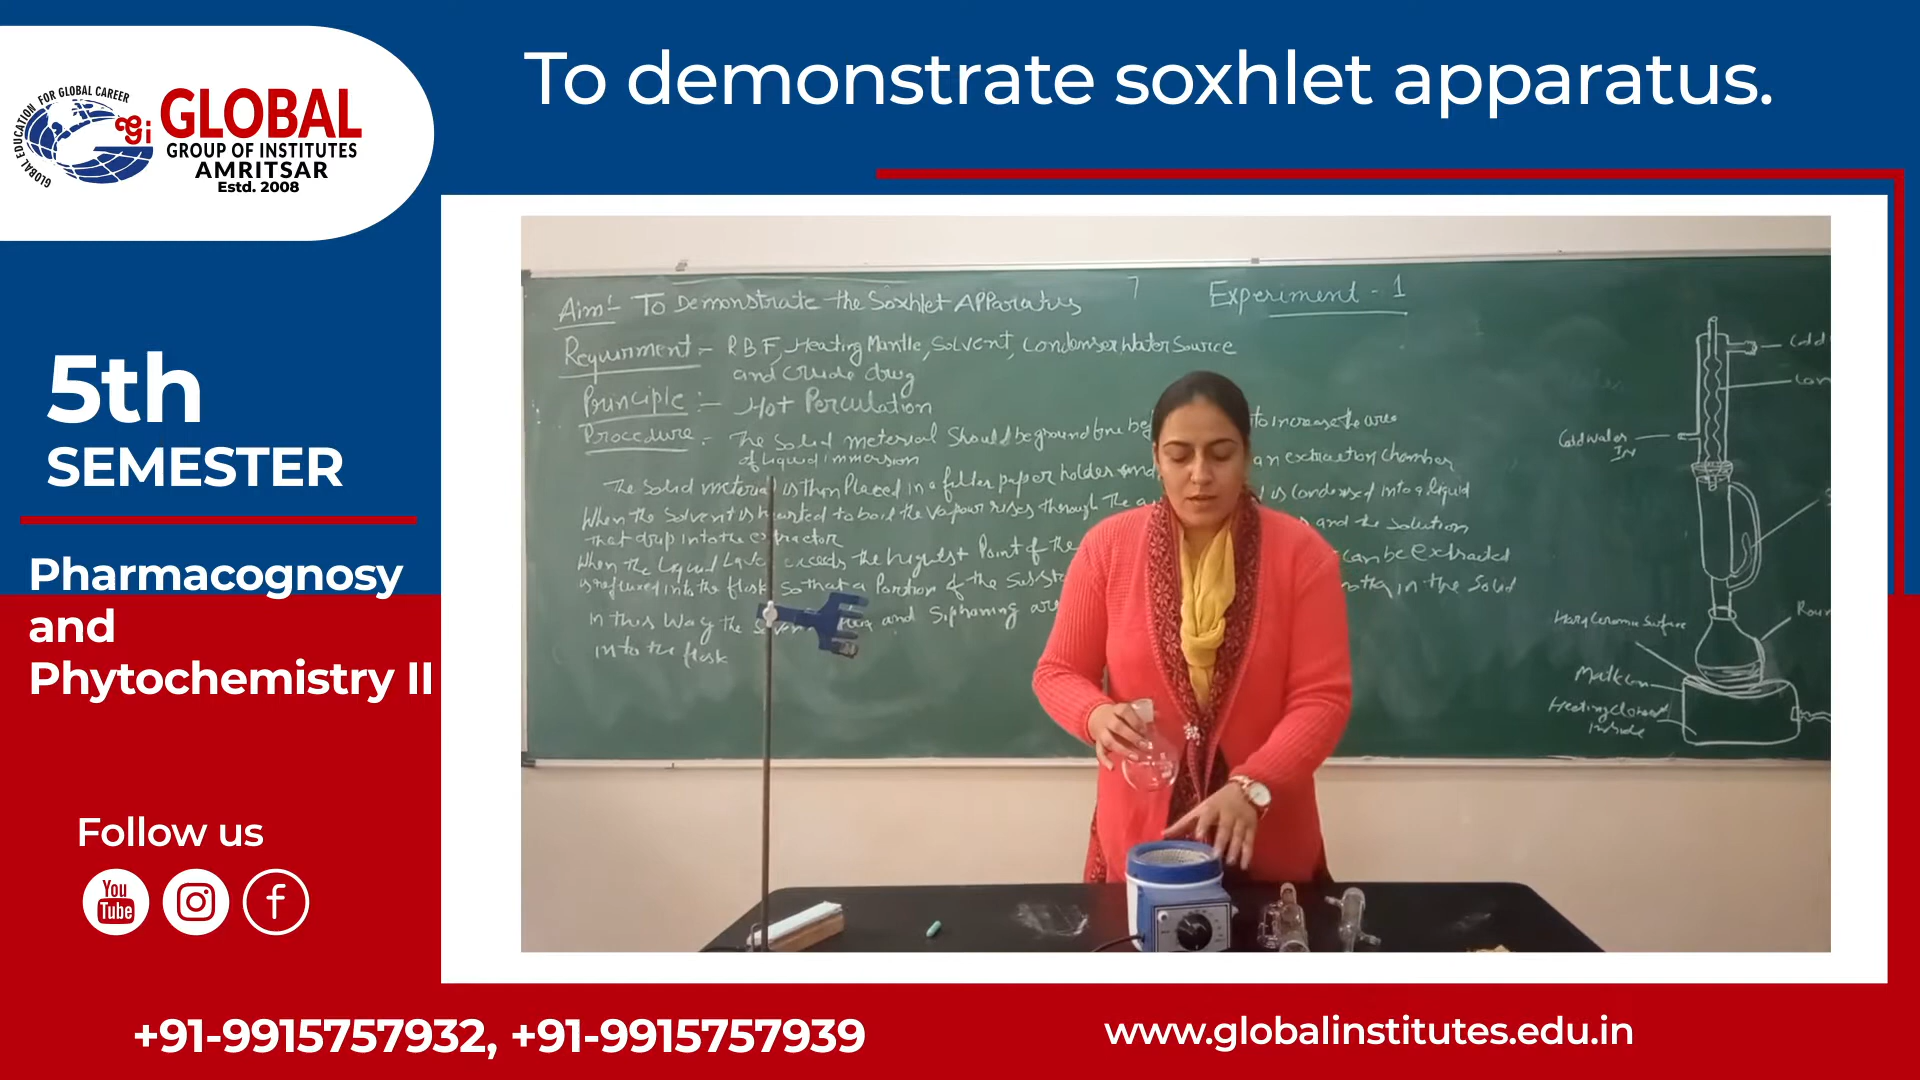 To demonstrate soxhlet apparatus.
GLOBAL EDUCATION FOR GLOBAL CAREER
ggi
GLOBAL
GROUP OF INSTITUTES
AMRITSAR
Estd. 2008
5th
SEMESTER
Pharmacognosy
and
Phytochemistry II
Follow us
You
Tube
f
+91-9915757932, +91-9915757939
www.globalinstitutes.edu.in
Experiment - 1
Aim:- To Demonstrate the Soxhlet APParatus
Requirment :- RBF, Heating Mantle, Solvent, Condenser Water Source
and crude drug
Principle :- Hot Perculation
Procedure :- The Solid meterial Should be ground fine to increase the area
of liquid immersion
The Solid meterial is then Placed in a filter paper holder an extraction chamber
When the Solvent is to boil the vapour rises through the is condensed into a liquid
that drip into the extractor
and the solution
When the liquid exceeds the highest Point of the can be extracted
is into the flask So that a Portion of the in the Solid
In this way the and Siphoning are
into the flask
Cold
Con
Cold water
IN
Roun
Heating
inside